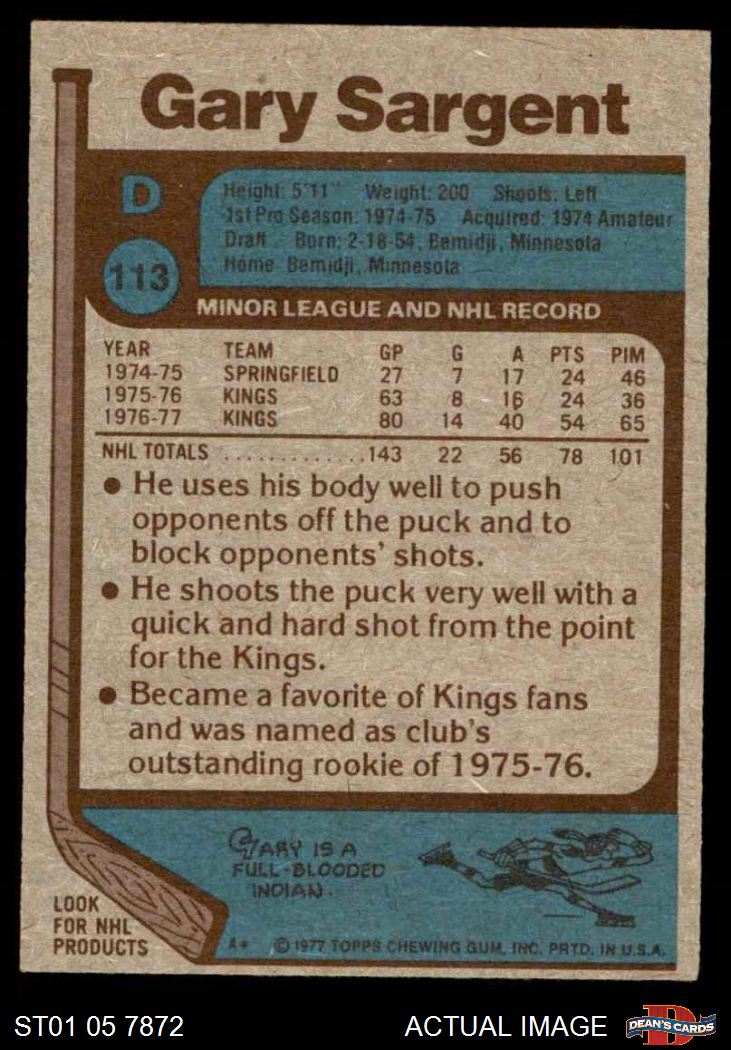 Gary Sargent
D
113
Height: 5'11" Weight: 200 Shoots: Left
1st Pro Season: 1974-75 Acquired: 1974 Amateur
Draft Born: 2-18-54, Bemidji, Minnesota
Home Bemidji, Minnesota
MINOR LEAGUE AND NHL RECORD
YEAR TEAM GP G A PTS PIM
1974-75 SPRINGFIELD 27 7 17 24 46
1975-76 KINGS 63 8 16 24 36
1976-77 KINGS 80 14 40 54 65
NHL TOTALS .............143 22 56 78 101
● He uses his body well to push
opponents off the puck and to
block opponents' shots.
● He shoots the puck very well with a
quick and hard shot from the point
for the Kings.
● Became a favorite of Kings fans
and was named as club's
outstanding rookie of 1975-76.
GARY IS A
FULL-BLOODED
INDIAN.
LOOK
FOR NHL
PRODUCTS
A* © 1977 TOPPS CHEWING GUM, INC. PRTD. IN U.S.A.
ST01 05 7872 ACTUAL IMAGE
D
DEAN'S CARDS